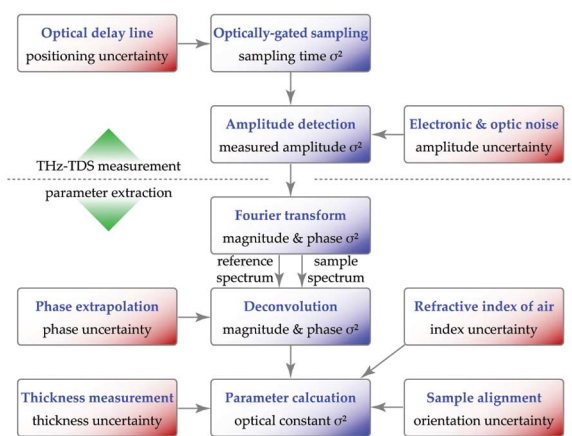 Optical delay line
positioning uncertainty
Optically-gated sampling
sampling time σ²
Amplitude detection
measured amplitude σ²
Electronic & optic noise
amplitude uncertainty
THz-TDS measurement
parameter extraction
Fourier transform
magnitude & phase σ²
reference
spectrum
sample
spectrum
Phase extrapolation
phase uncertainty
Deconvolution
magnitude & phase σ²
Refractive index of air
index uncertainty
Thickness measurement
thickness uncertainty
Parameter calcuation
optical constant σ²
Sample alignment
orientation uncertainty